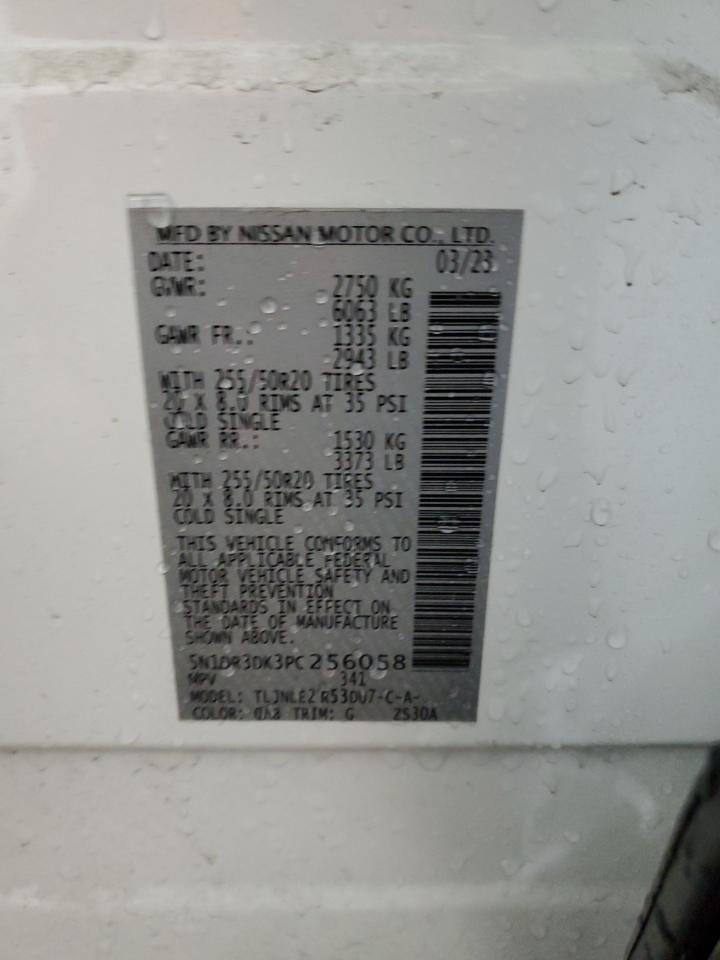 MFD BY NISSAN MOTOR CO., LTD.
DATE: 03/23
GVWR: 2750 KG
6063 LB
GAWR FR.: 1335 KG
2943 LB
WITH 255/50R20 TIRES
20 X 8.0 RIMS AT 35 PSI
COLD SINGLE
GAWR RR.: 1530 KG
3373 LB
WITH 255/50R20 TIRES
20 X 8.0 RIMS AT 35 PSI
COLD SINGLE
THIS VEHICLE CONFORMS TO
ALL APPLICABLE FEDERAL
MOTOR VEHICLE SAFETY AND
THEFT PREVENTION
STANDARDS IN EFFECT ON
THE DATE OF MANUFACTURE
SHOWN ABOVE.
5N1DR3DK3PC256058
MPV 341
MODEL:
COLOR: QAB TRIM: G ZS30A